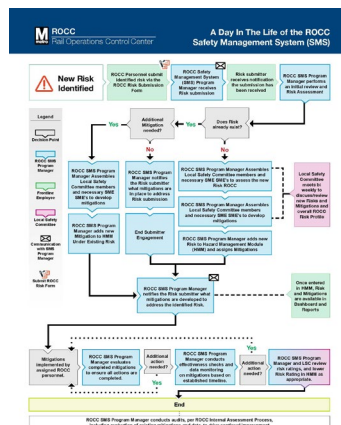 ROCC
Rail Operations Control Center
A Day In The Life of the ROCC
Safety Management System (SMS)
New Risk
Identified
ROCC Personnel submit
identified risk via the
ROCC Risk Submission
Form
ROCC Safety
Management System
(SMS) Program
Manager receives
Risk submission
Risk submitter
receives notification
the submission has
been received
SMS Program Manager
performs an
initial review and
Risk Assessment
Legend
Decision Point
ROCC SMS Program
Manager
Frontline
Employee
Local Safety
Committee
Communication
with SMS
Program Manager
Submit ROCC
Risk Form
Additional
Mitigation
needed?
Does Risk
already exist?
Yes
Yes
No
No
ROCC SMS Program
Manager Assembles
Local Safety
Committee members
and necessary SME
SME's to develop
mitigations
ROCC SMS Program
Manager notifies
the Risk submitter
what mitigations are
in place to address
Risk submission
ROCC SMS Program Manager Assembles
Local Safety Committee members and
necessary SMS SME's to assess the new
Risk ROCC
ROCC SMS Program Manager Assembles
Local Safety Committee members and
necessary SMS SME's to develop
mitigations
Local Safety
Committee
meets bi
weekly to
discuss/review
new Risks and
Mitigations and
overall ROCC
Risk Profile
ROCC SMS Program
Manager adds new
Mitigation to HMM
Under Existing Risk
End Submitter
Engagement
ROCC SMS Program Manager adds new
Risk to Hazard Management Module
(HMM) and assigns Mitigations
ROCC SMS Program Manager
notifies the Risk submitter what
mitigations are developed to
address the identified Risk.
Once entered
in HMM, Risk
and Mitigations
are available in
Dashboard and
Reports
Yes
Yes
Mitigations
implemented by
assigned ROCC
personnel.
ROCC SMS Program
Manager evaluates
completed mitigations
to ensure all actions are
completed.
Additional
action
needed?
ROCC SMS Program
Manager conducts
effectiveness checks and data
monitoring
on mitigations based on
established timeline.
Additional
action
needed?
ROCC SMS Program
Manager and LSC review
risk ratings, and lower
Risk Rating in HMM as
appropriate.
End
ROCC SMS Program Manager conducts audits, per ROCC Internal Assessment Process,